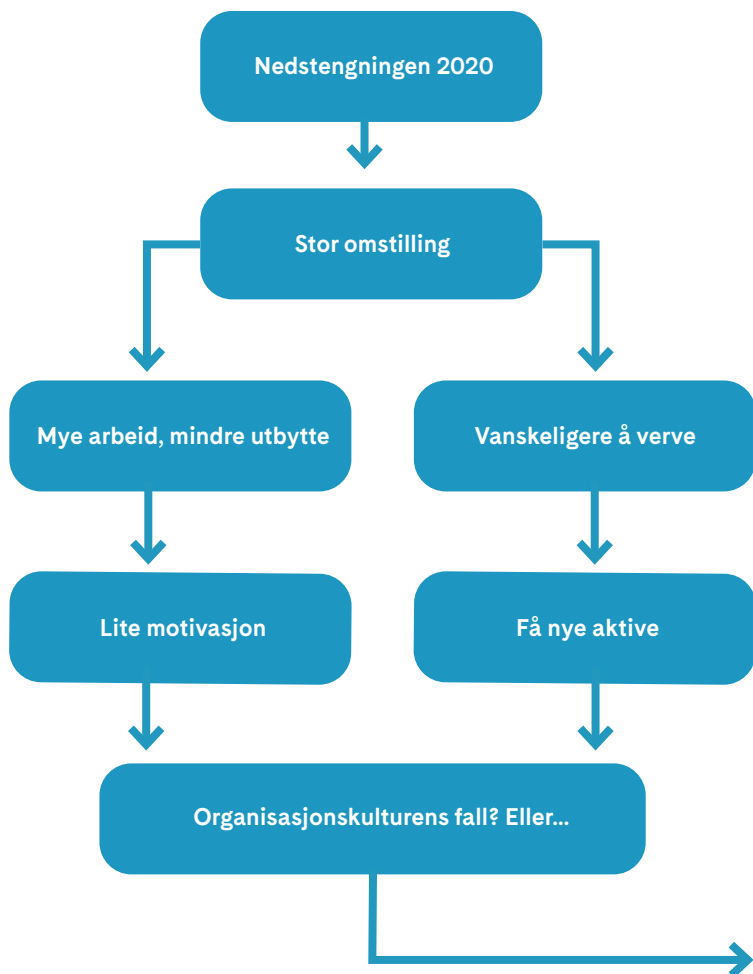 Nedstengningen 2020
Stor omstilling
Mye arbeid, mindre utbytte
Vanskeligere å verve
Lite motivasjon
Få nye aktive
Organisasjonskulturens fall? Eller...